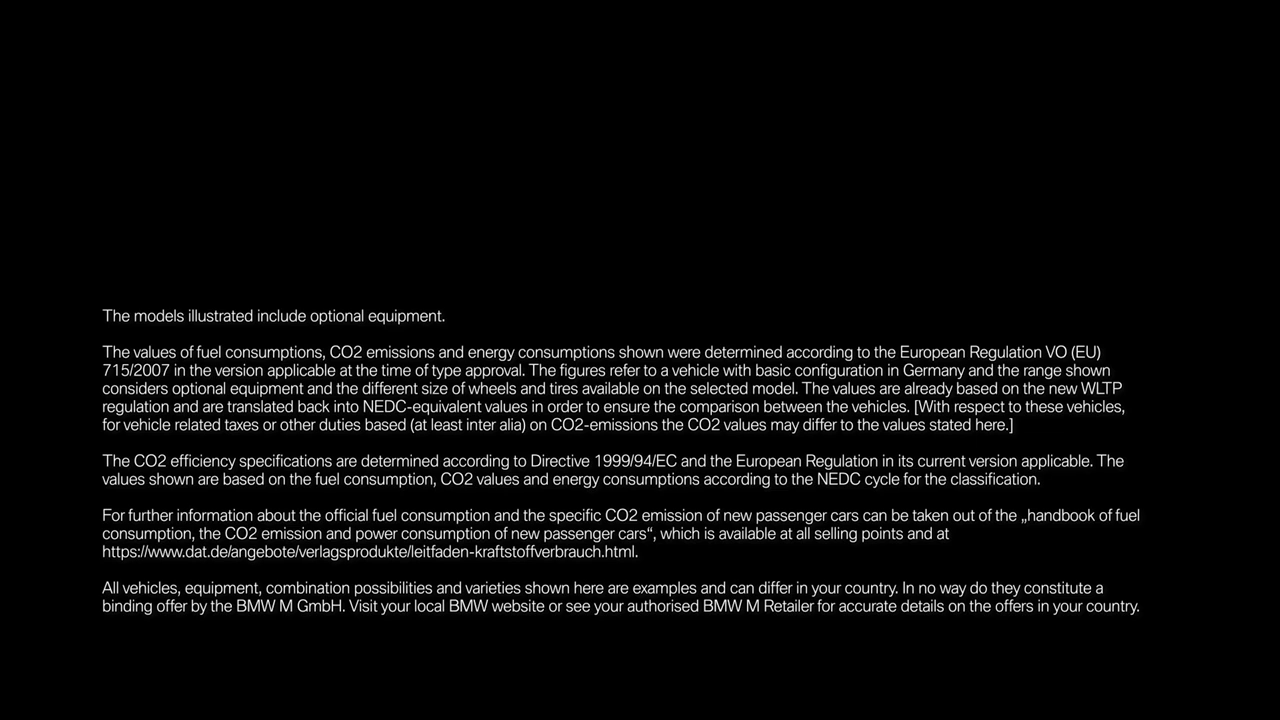 The models illustrated include optional equipment.
The values of fuel consumptions, CO2 emissions and energy consumptions shown were determined according to the European Regulation VO (EU)
715/2007 in the version applicable at the time of type approval. The figures refer to a vehicle with basic configuration in Germany and the range shown
considers optional equipment and the different size of wheels and tires available on the selected model. The values are already based on the new WLTP
regulation and are translated back into NEDC-equivalent values in order to ensure the comparison between the vehicles. [With respect to these vehicles,
for vehicle related taxes or other duties based (at least inter alia) on CO2-emissions the CO2 values may differ to the values stated here.]
The CO2 efficiency specifications are determined according to Directive 1999/94/EC and the European Regulation in its current version applicable. The
values shown are based on the fuel consumption, CO2 values and energy consumptions according to the NEDC cycle for the classification.
For further information about the official fuel consumption and the specific CO2 emission of new passenger cars can be taken out of the „handbook of fuel
consumption, the CO2 emission and power consumption of new passenger cars“, which is available at all selling points and at
https://www.dat.de/angebote/verlagsprodukte/leitfaden-kraftstoffverbrauch.html.
All vehicles, equipment, combination possibilities and varieties shown here are examples and can differ in your country. In no way do they constitute a
binding offer by the BMW M GmbH. Visit your local BMW website or see your authorised BMW M Retailer for accurate details on the offers in your country.